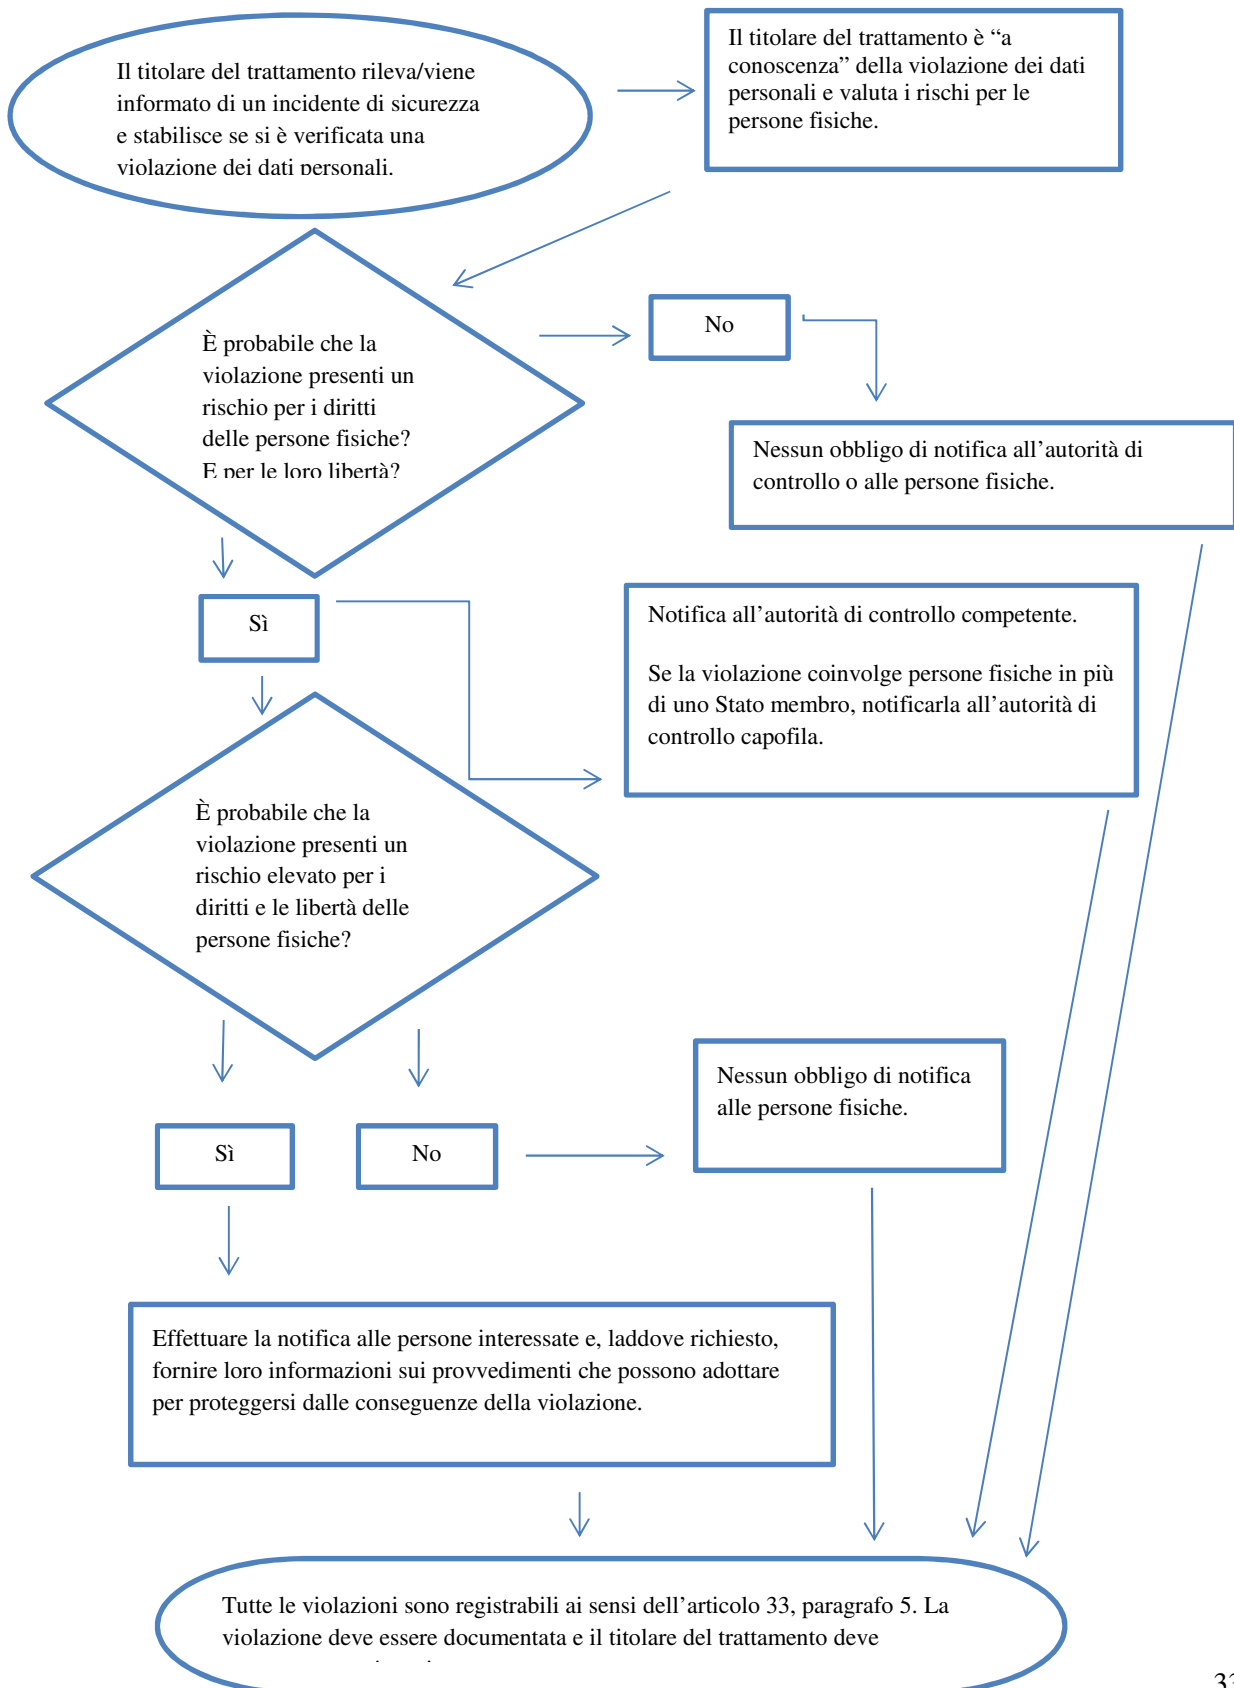 Il titolare del trattamento rileva/viene
informato di un incidente di sicurezza
e stabilisce se si è verificata una
violazione dei dati personali.
Il titolare del trattamento è “a
conoscenza” della violazione dei dati
personali e valuta i rischi per le
persone fisiche.
È probabile che la
violazione presenti un
rischio per i diritti
delle persone fisiche?
E per le loro libertà?
No
Nessun obbligo di notifica all’autorità di
controllo o alle persone fisiche.
Sì
Notifica all’autorità di controllo competente.
Se la violazione coinvolge persone fisiche in più
di uno Stato membro, notificarla all’autorità di
controllo capofila.
È probabile che la
violazione presenti un
rischio elevato per i
diritti e le libertà delle
persone fisiche?
Sì
No
Nessun obbligo di notifica
alle persone fisiche.
Effettuare la notifica alle persone interessate e, laddove richiesto,
fornire loro informazioni sui provvedimenti che possono adottare
per proteggersi dalle conseguenze della violazione.
Tutte le violazioni sono registrabili ai sensi dell’articolo 33, paragrafo 5. La
violazione deve essere documentata e il titolare del trattamento deve
33